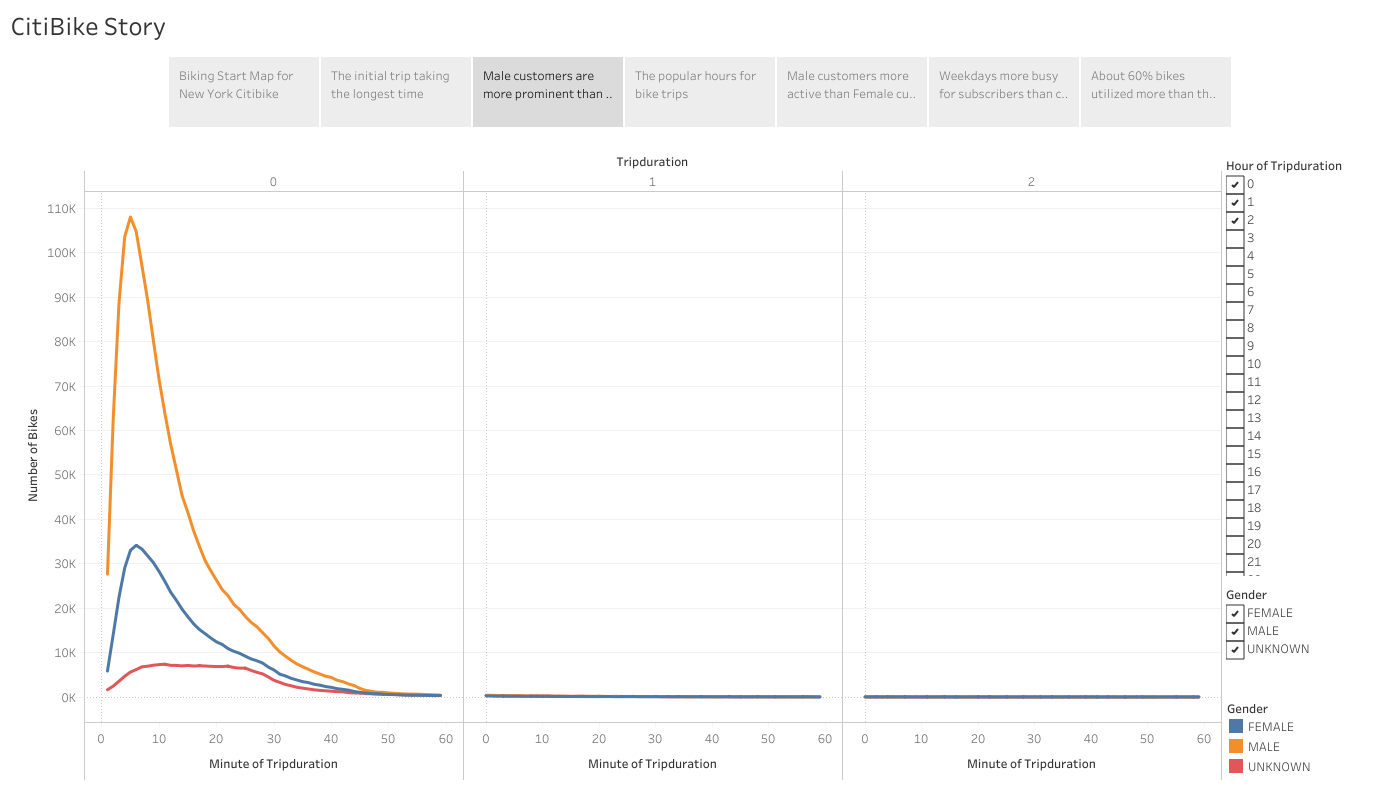 CitiBike Story
Biking Start Map for
New York Citibike
The initial trip taking
the longest time
Male customers are
more prominent than ..
The popular hours for
bike trips
Male customers more
active than Female cu..
Weekdays more busy
for subscribers than c..
About 60% bikes
utilized more than th..
Tripduration
0
1
2
Number of Bikes
110K
100K
90K
80K
70K
60K
50K
40K
30K
20K
10K
0K
0 10 20 30 40 50 60
0 10 20 30 40 50 60
0 10 20 30 40 50 60
Minute of Tripduration
Minute of Tripduration
Minute of Tripduration
Hour of Tripduration
0
1
2
3
4
5
6
7
8
9
10
11
12
13
14
15
16
17
18
19
20
21
Gender
FEMALE
MALE
UNKNOWN
Gender
FEMALE
MALE
UNKNOWN